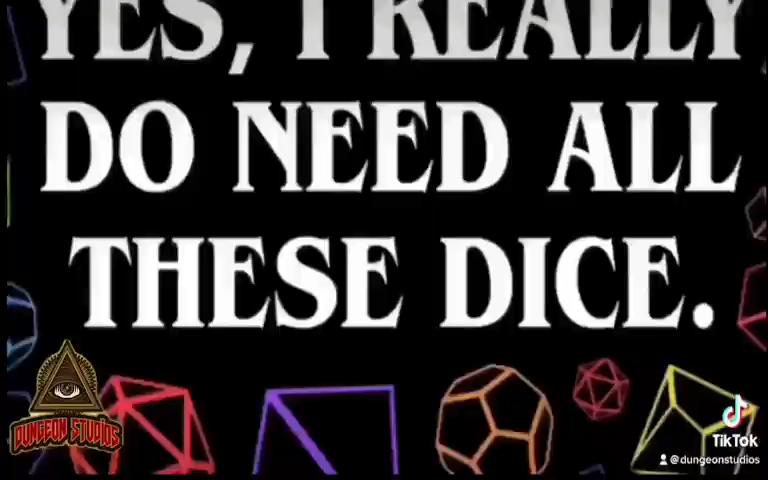 YES, I REALLY
DO NEED ALL
THESE DICE.
DUNGEON STUDIOS
TikTok
@dungeonstudios